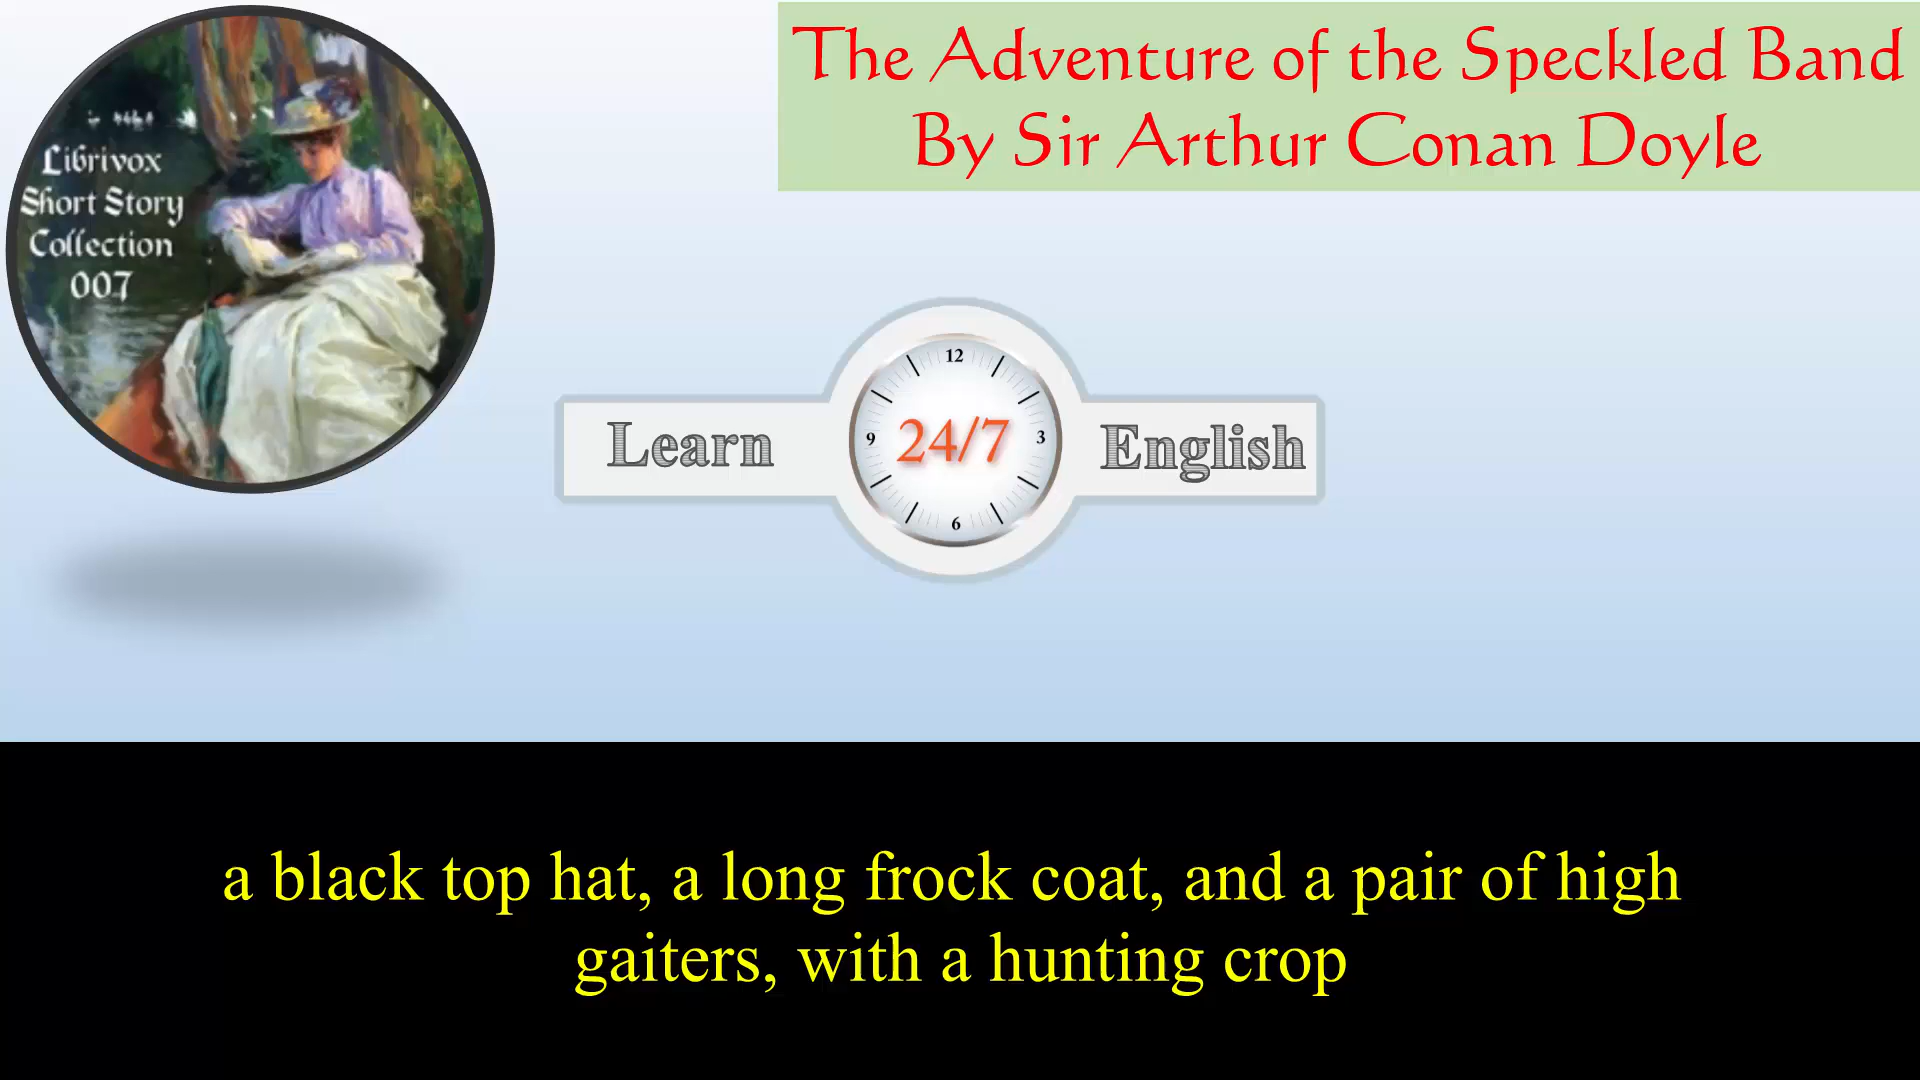 The Adventure of the Speckled Band
By Sir Arthur Conan Doyle
Librivox
Short Story
Collection
007
12
Learn
9
24/7
3
English
6
a black top hat, a long frock coat, and a pair of high
gaiters, with a hunting crop